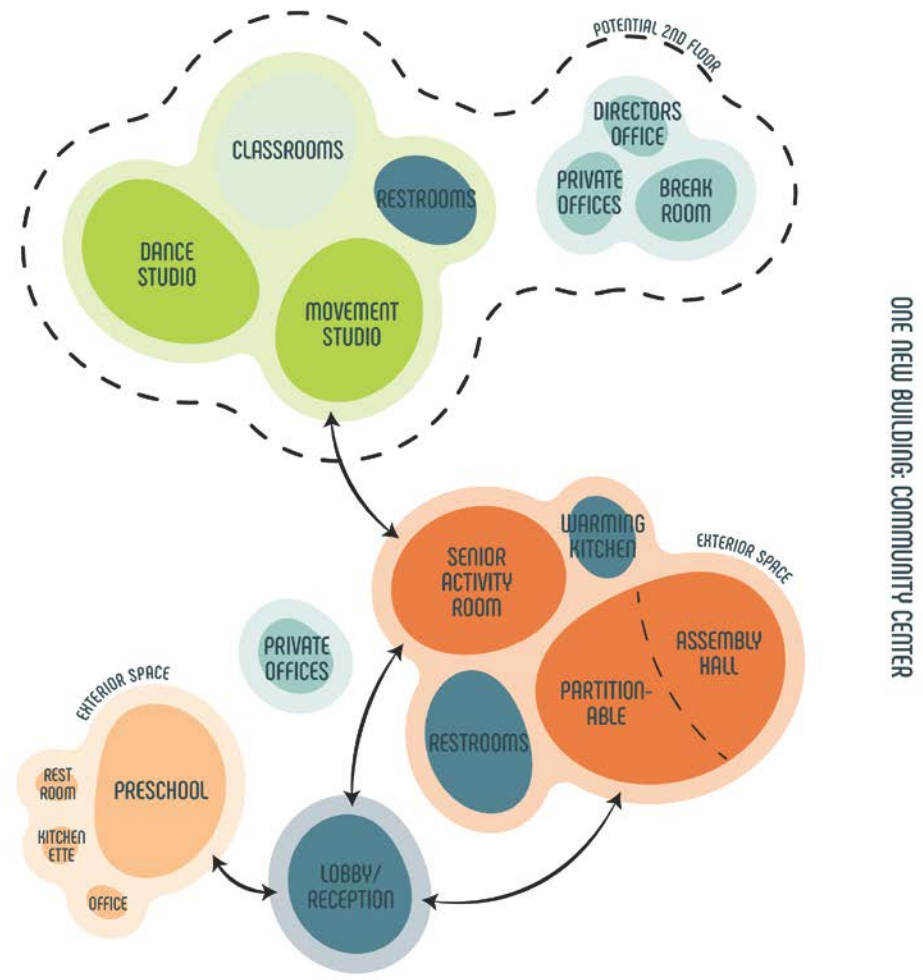 POTENTIAL 2ND FLOOR
DIRECTORS
OFFICE
CLASSROOMS
RESTROOMS
PRIVATE
OFFICES
BREAK
ROOM
DANCE
STUDIO
MOVEMENT
STUDIO
ONE NEW BUILDING: COMMUNITY CENTER
WARMING
KITCHEN
EXTERIOR SPACE
SENIOR
ACTIVITY
ROOM
ASSEMBLY
HALL
PARTITION-
ABLE
PRIVATE
OFFICES
RESTROOMS
EXTERIOR SPACE
REST
ROOM
PRESCHOOL
KITCHEN
ETTE
OFFICE
LOBBY/
RECEPTION